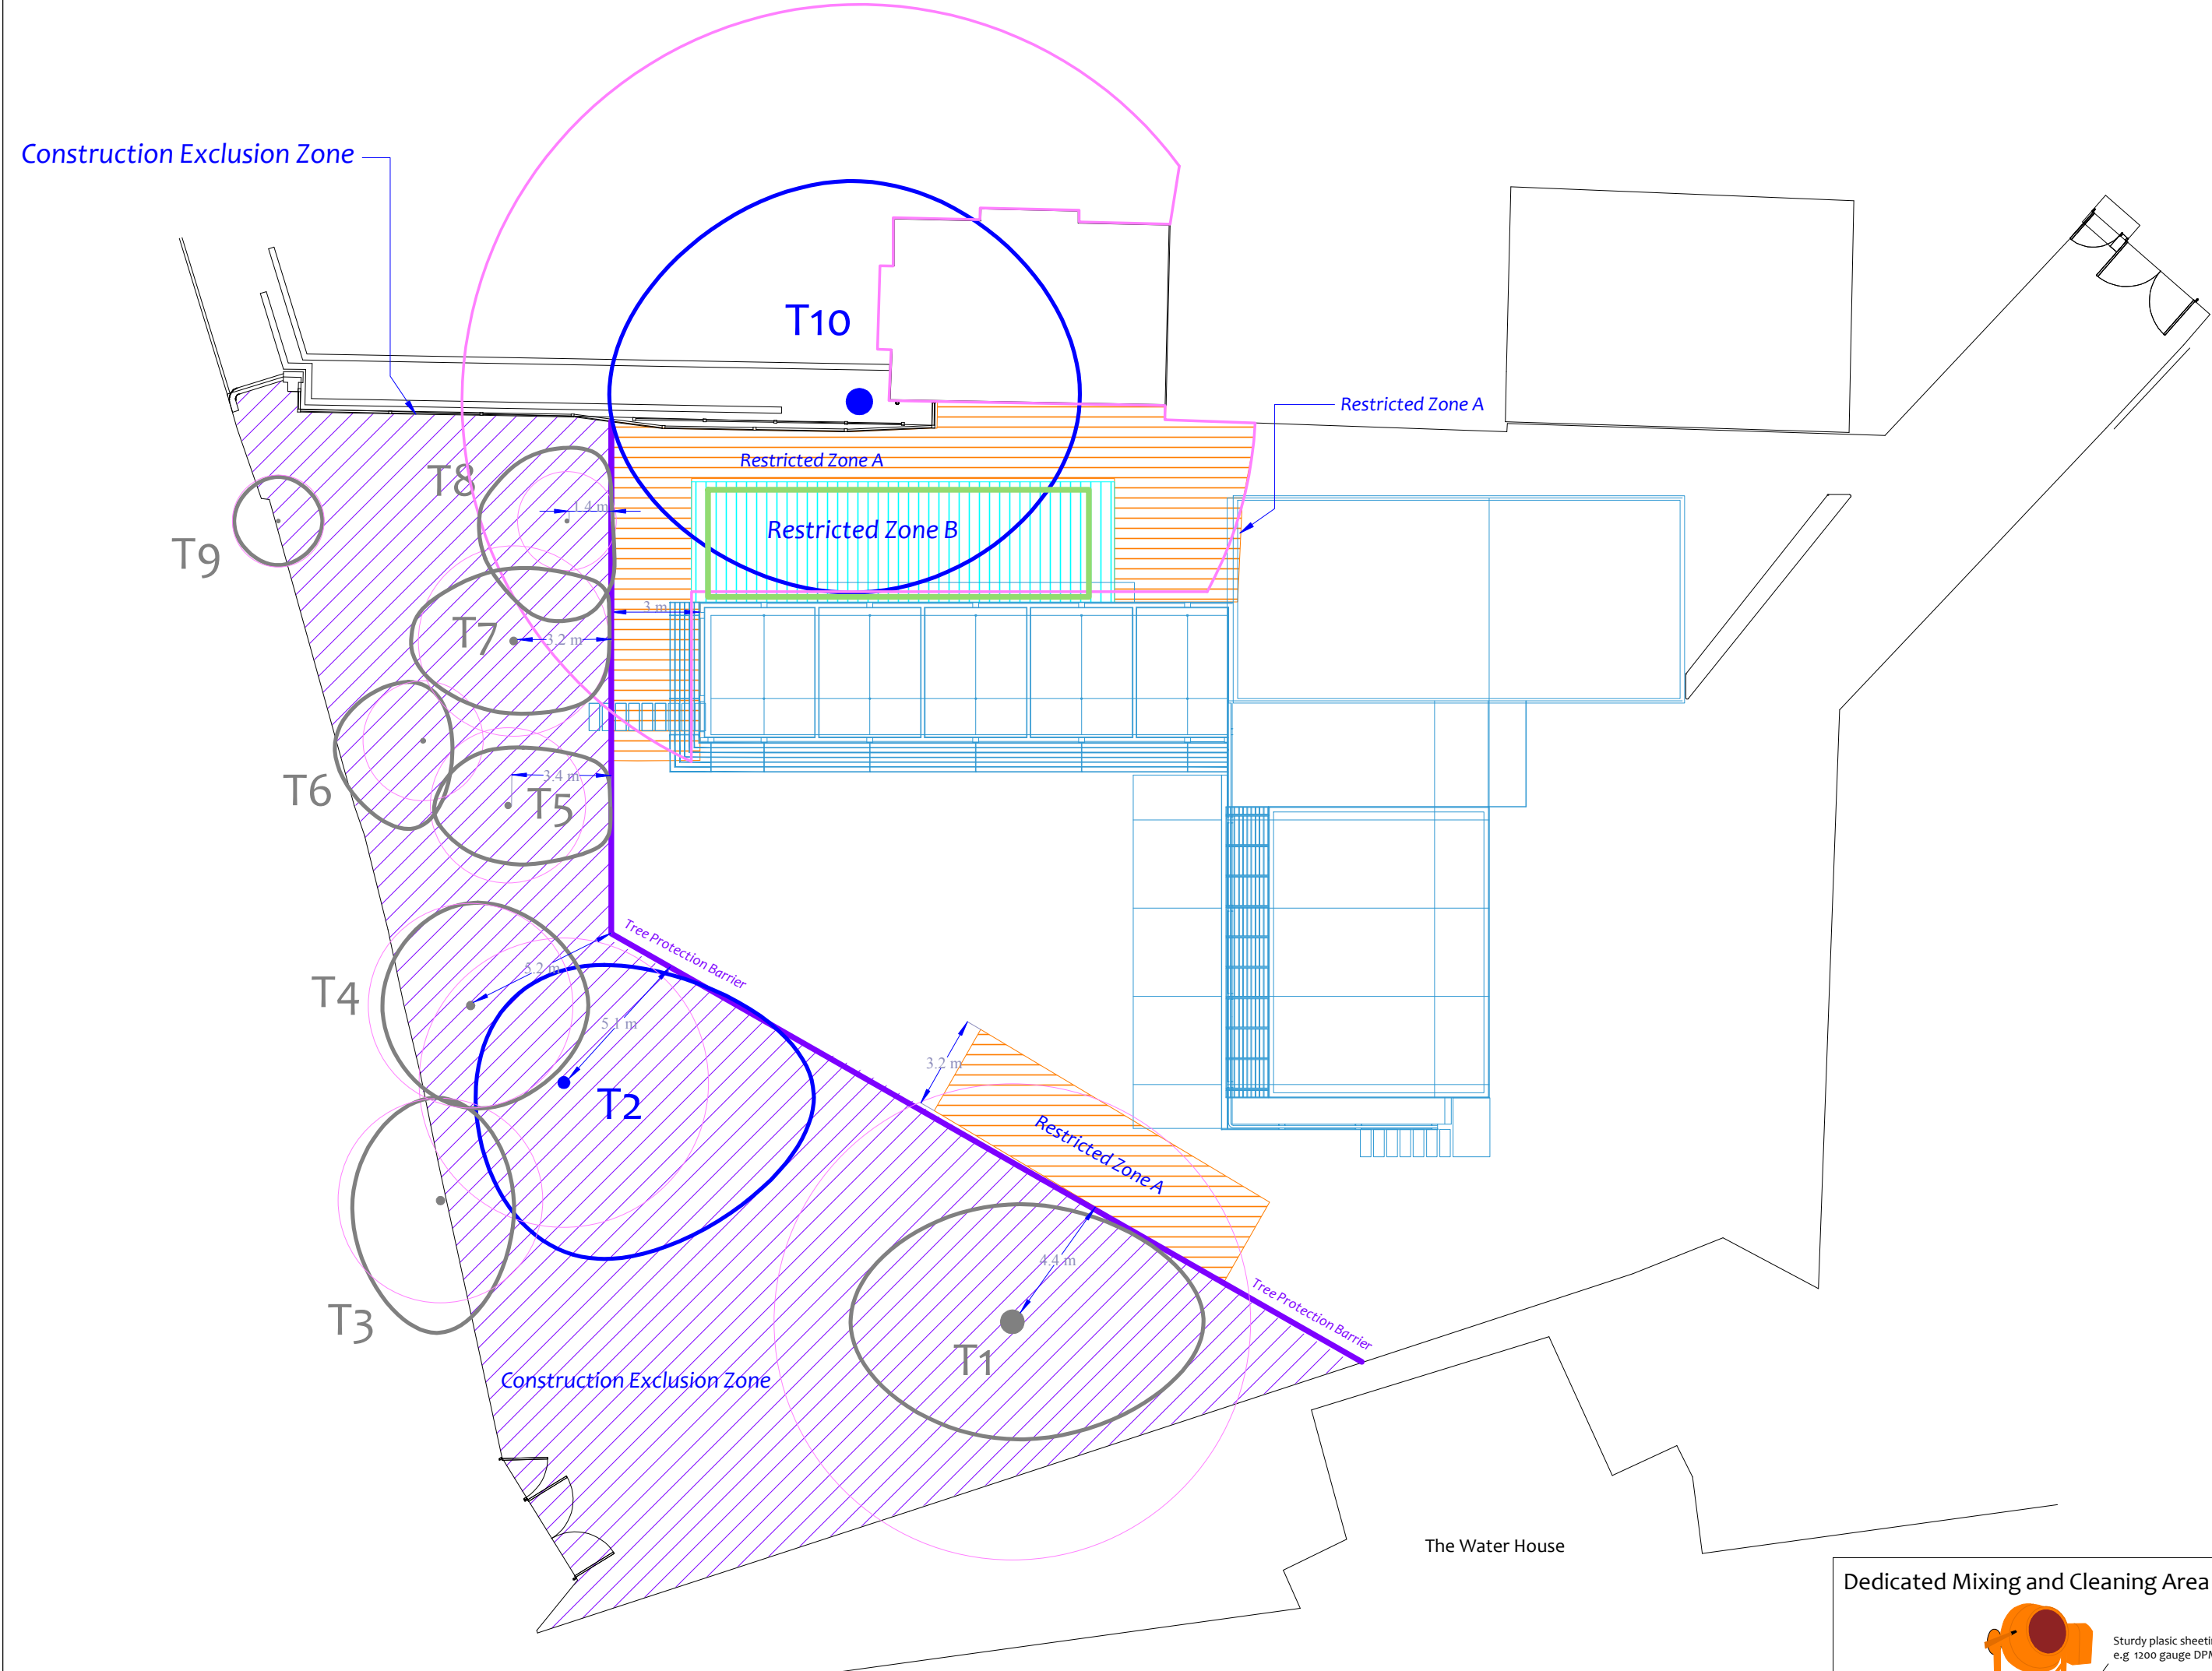 Construction Exclusion Zone
T10
Restricted Zone A
Restricted Zone A
T8
1.4 m
Restricted Zone B
T9
3 m
T7
3.2 m
T6
3.4 m
T5
Tree Protection Barrier
T4
5.2 m
5.1 m
3.2 m
T2
Restricted Zone A
4.4 m
Tree Protection Barrier
T3
T1
Construction Exclusion Zone
The Water House
Dedicated Mixing and Cleaning Area
Sturdy plasic
e.g 1200 gauge